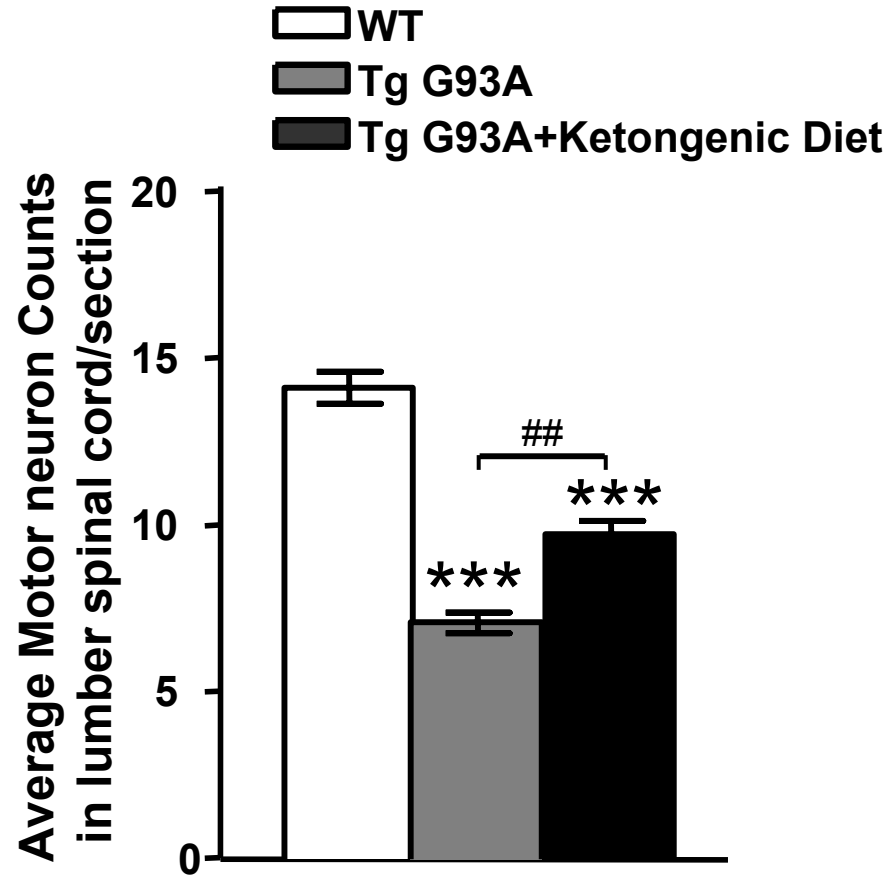 WT
Tg G93A
Tg G93A+Ketongenic Diet
Average Motor neuron Counts
in lumber spinal cord/section
20
15
10
5
0
##
***
***